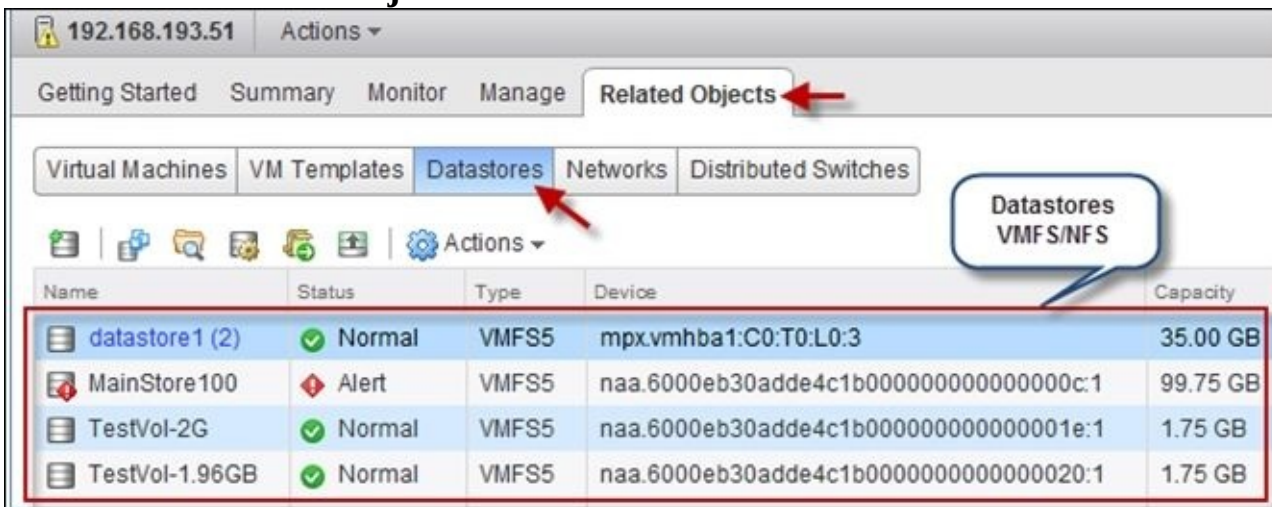 192.168.193.51 Actions
Getting Started Summary Monitor Manage Related Objects
Virtual Machines VM Templates Datastores Networks Distributed Switches
Datastores
VMFS/NFS
Actions
Name Status Type Device Capacity
datastore1 (2) Normal VMFS5 mpx.vmhba1:C0:T0:L0:3 35.00 GB
MainStore100 Alert VMFS5 naa.6000eb30adde4c1b000000000000000c:1 99.75 GB
TestVol-2G Normal VMFS5 naa.6000eb30adde4c1b000000000000001e:1 1.75 GB
TestVol-1.96GB Normal VMFS5 naa.6000eb30adde4c1b0000000000000020:1 1.75 GB